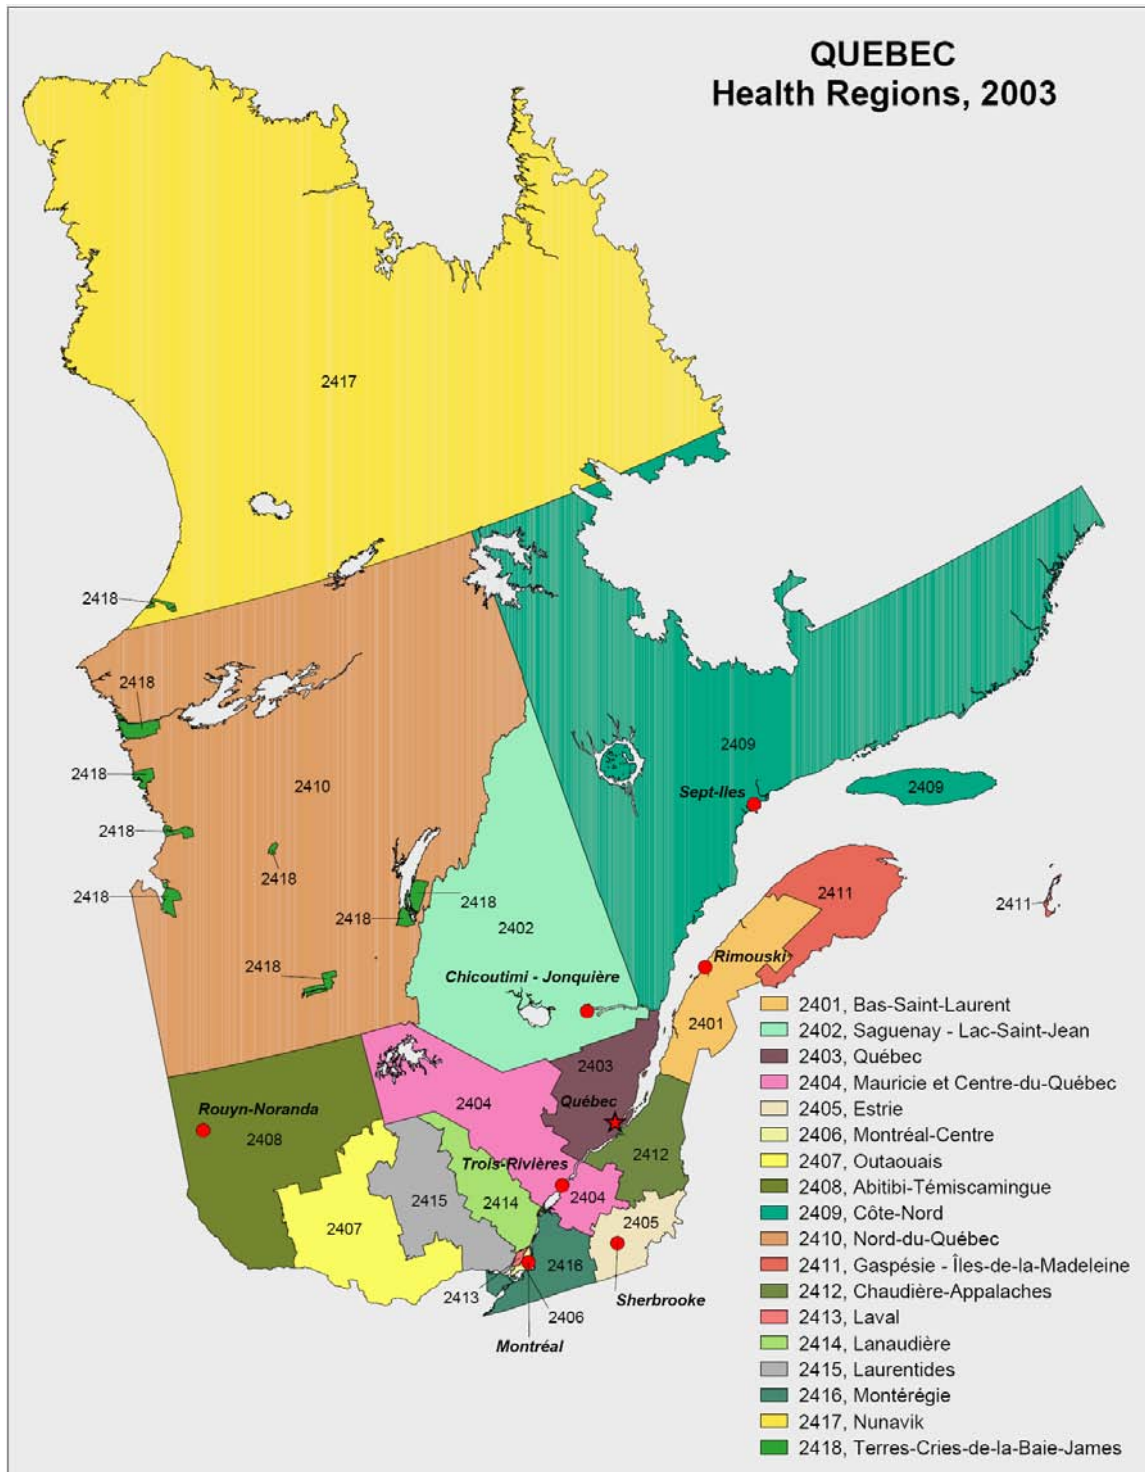 QUEBEC
Health Regions, 2003
2417
2418
2418
2409
2418
2410
Sept-Iles
2409
2418
2418
2411
2418
2418
2411
2418
2402
2418
Rimouski
2418
Chicoutimi - Jonquière
2401
2403
2404
Québec
Rouyn-Noranda
2408
2412
Trois-Rivières
2415
2414
2404
2407
2405
2416
2413
Sherbrooke
2406
Montréal
2401, Bas-Saint-Laurent
2402, Saguenay - Lac-Saint-Jean
2403, Québec
2404, Mauricie et Centre-du-Québec
2405, Estrie
2406, Montréal-Centre
2407, Outaouais
2408, Abitibi-Témiscamingue
2409, Côte-Nord
2410, Nord-du-Québec
2411, Gaspésie - Îles-de-la-Madeleine
2412, Chaudière-Appalaches
2413, Laval
2414, Lanaudière
2415, Laurentides
2416, Montérégie
2417, Nunavik
2418, Terres-Cries-de-la-Baie-James